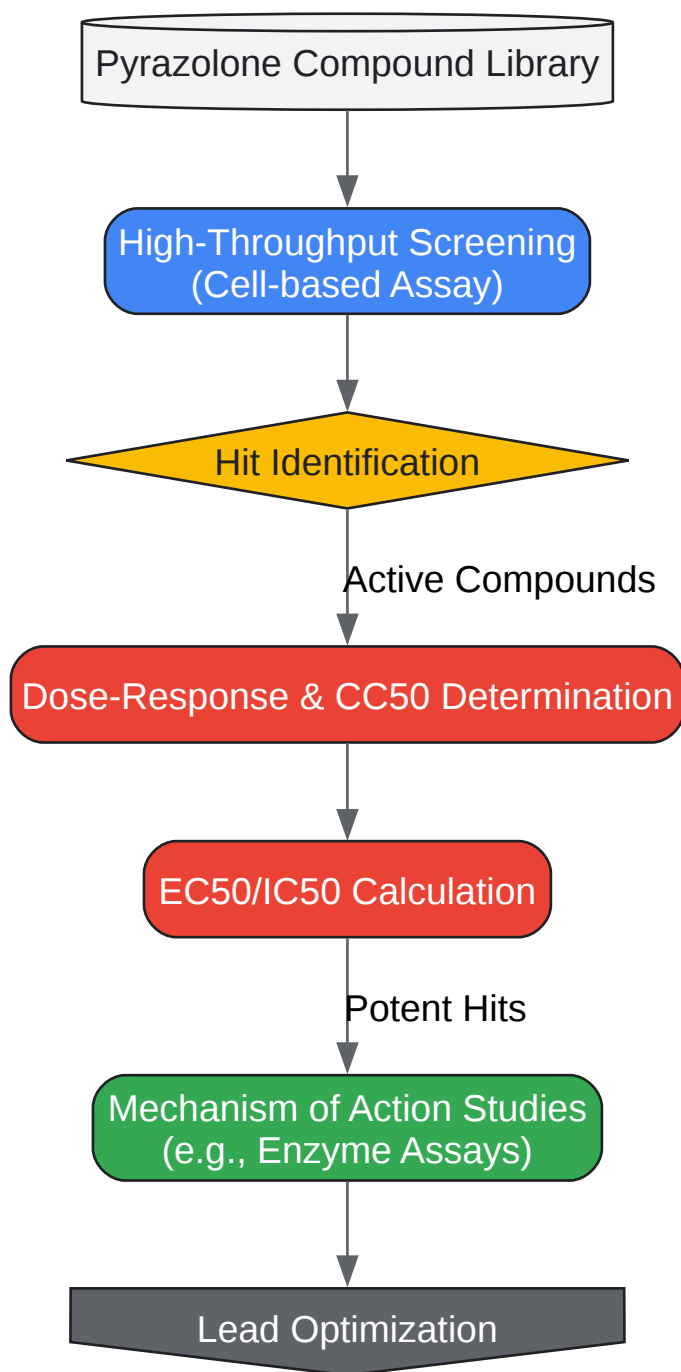 Pyrazolone Compound Library
High-Throughput Screening
(Cell-based Assay)
Hit Identification
Active Compounds
Dose-Response & CC50 Determination
EC50/IC50 Calculation
Potent Hits
Mechanism of Action Studies
(e.g., Enzyme Assays)
Lead Optimization